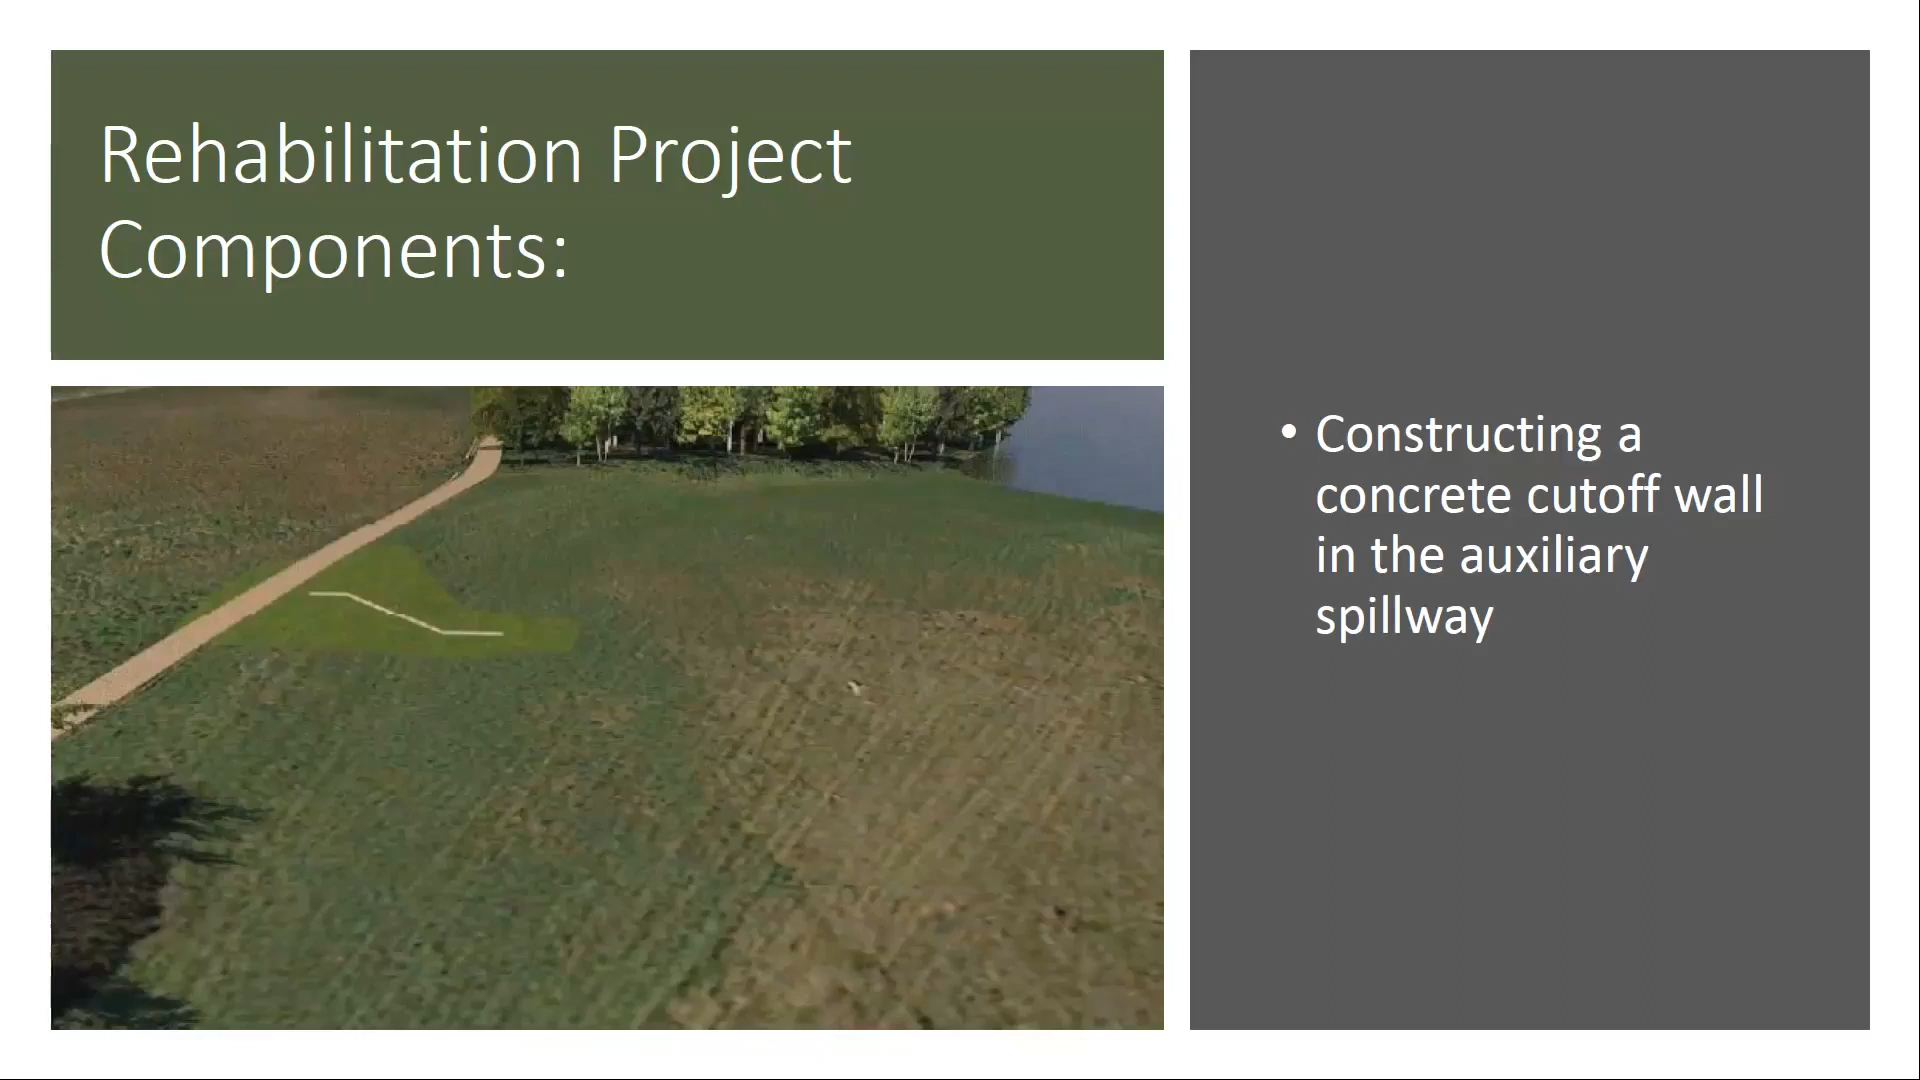 Rehabilitation Project
Components:
• Constructing a
concrete cutoff wall
in the auxiliary
spillway